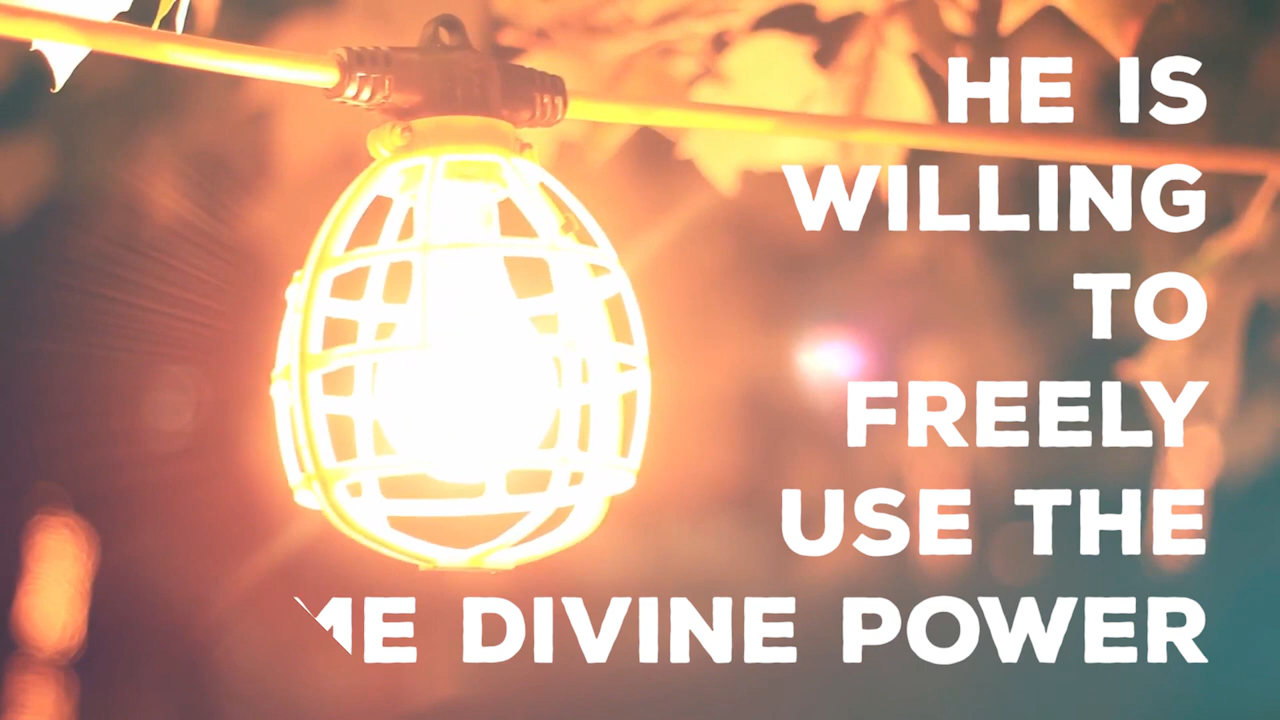 HE IS
WILLING
TO
FREELY
USE THE
DIVINE POWER